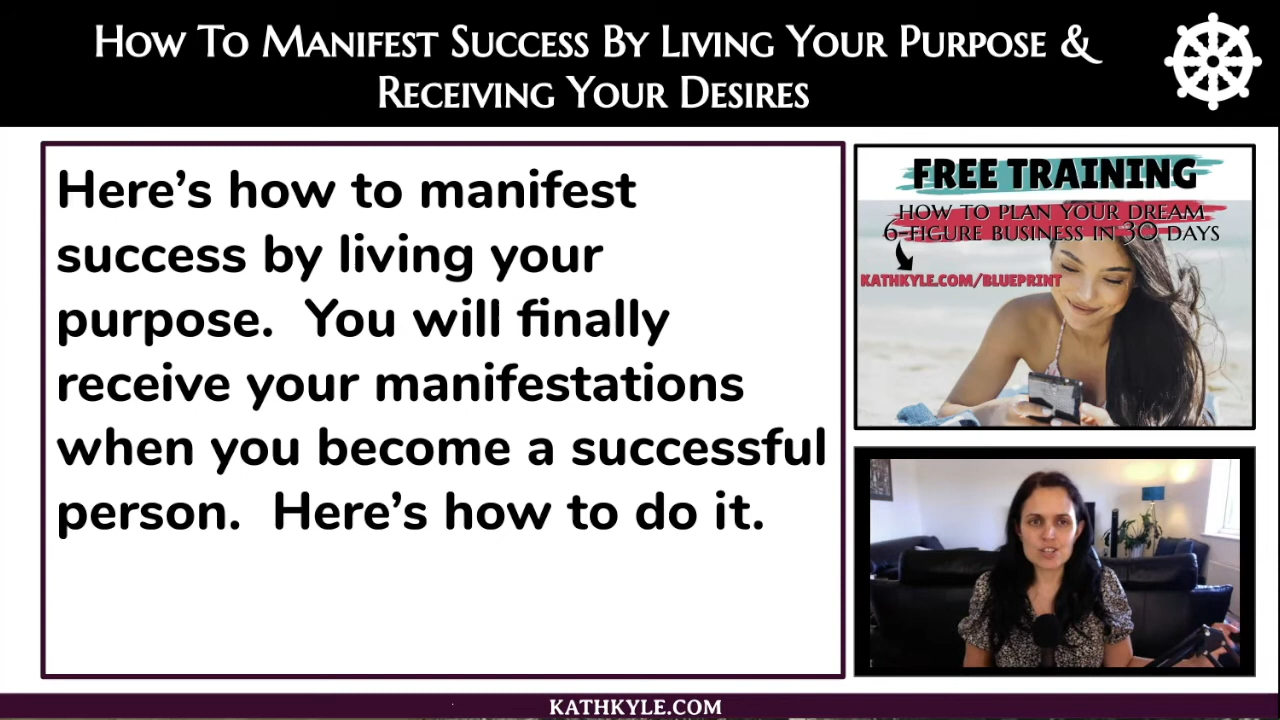 How To Manifest Success By Living Your Purpose &
Receiving Your Desires
Here's how to manifest
success by living your
purpose.  You will finally
receive your manifestations
when you become a successful
person.  Here's how to do it.
FREE TRAINING
HOW TO PLAN YOUR DREAM
6-FIGURE BUSINESS IN 30 DAYS
KATHKYLE.COM/BLUEPRINT
KATHKYLE.COM